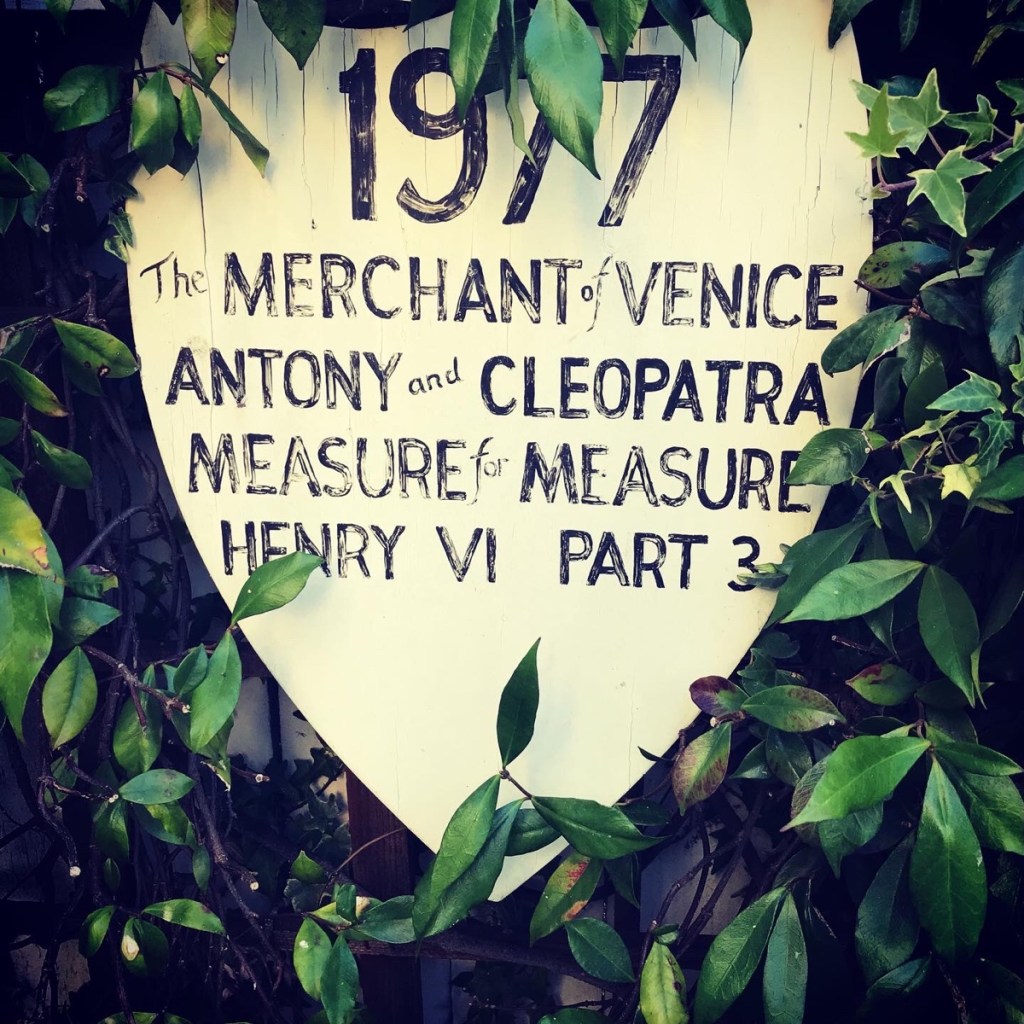 1977
The MERCHANT of VENICE
ANTONY and CLEOPATRA
MEASURE for MEASURE
HENRY VI PART 3